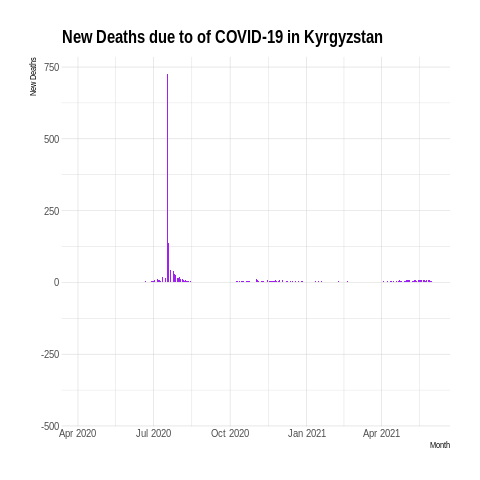 New Deaths due to of COVID-19 in Kyrgyzstan
New Deaths
750
500
250
0
-250
-500
Apr 2020 Jul 2020 Oct 2020 Jan 2021 Apr 2021
Month